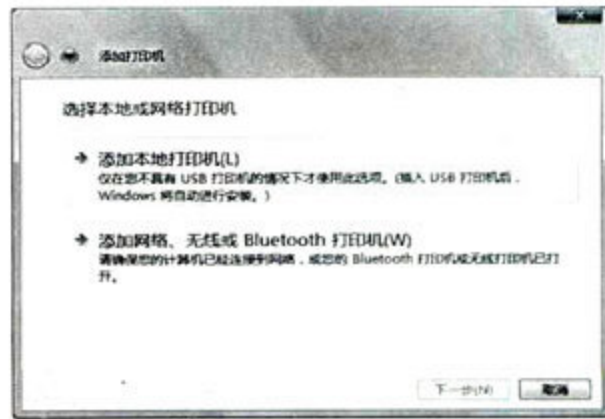 添加打印机
选择本地或网络打印机
添加本地打印机(L)
仅在您不具有 USB 打印机的情况下才使用此选项。(插入 USB 打印机后，
Windows 将自动进行安装。)
添加网络、无线或 Bluetooth 打印机(W)
请确保您的计算机已经连接到网络，或您的 Bluetooth 打印机或无线打印机已打
开。
下一步(N)
取消